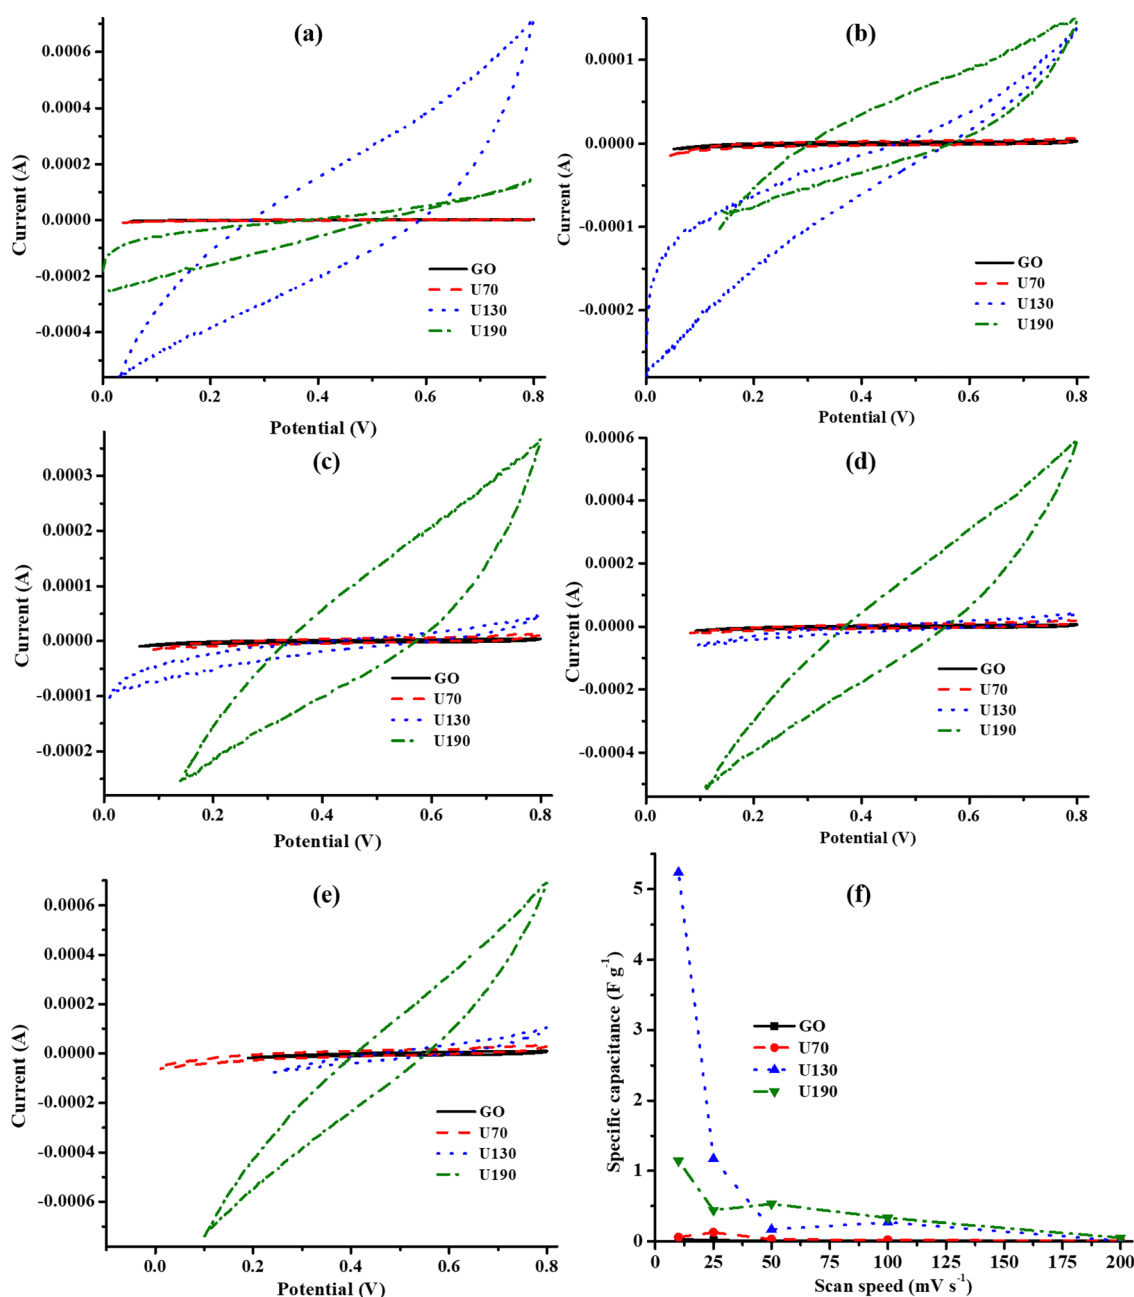 (a)
0.0006
0.0004
0.0002
0.0000
-0.0002
-0.0004
Current (A)
GO
U70
U130
U190
0.0 0.2 0.4 0.6 0.8
Potential (V)
(b)
0.0001
0.0000
-0.0001
-0.0002
Current (A)
GO
U70
U130
U190
0.0 0.2 0.4 0.6 0.8
Potential (V)
(c)
0.0003
0.0002
0.0001
0.0000
-0.0001
-0.0002
Current (A)
GO
U70
U130
U190
0.0 0.2 0.4 0.6 0.8
Potential (V)
(d)
0.0006
0.0004
0.0002
0.0000
-0.0002
-0.0004
Current (A)
GO
U70
U130
U190
0.0 0.2 0.4 0.6 0.8
Potential (V)
(e)
0.0006
0.0004
0.0002
0.0000
-0.0002
-0.0004
-0.0006
Current (A)
GO
U70
U130
U190
0.0 0.2 0.4 0.6 0.8
Potential (V)
(f)
5
4
3
2
1
0
Specific capacitance (F g⁻¹)
GO
U70
U130
U190
0 25 50 75 100 125 150 175 200
Scan speed (mV s⁻¹)